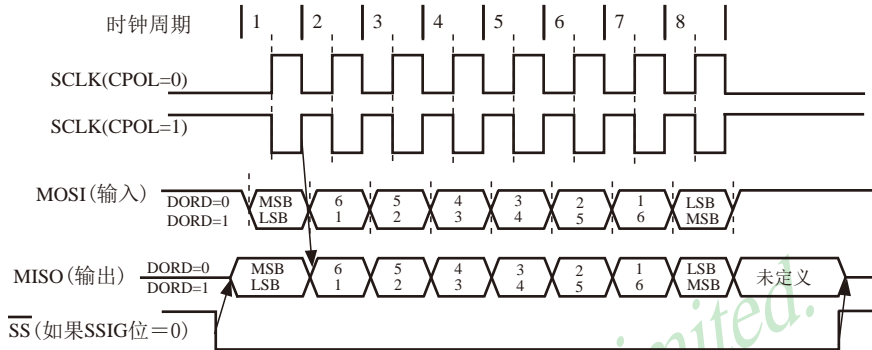 时钟周期 1 2 3 4 5 6 7 8
SCLK(CPOL=0)
SCLK(CPOL=1)
MOSI(输入) DORD=0 MSB 6 5 4 3 2 1 LSB
DORD=1 LSB 1 2 3 4 5 6 MSB
MISO(输出) DORD=0 MSB 6 5 4 3 2 1 LSB 未定义
DORD=1 LSB 1 2 3 4 5 6 MSB
SS(如果SSIG位=0)